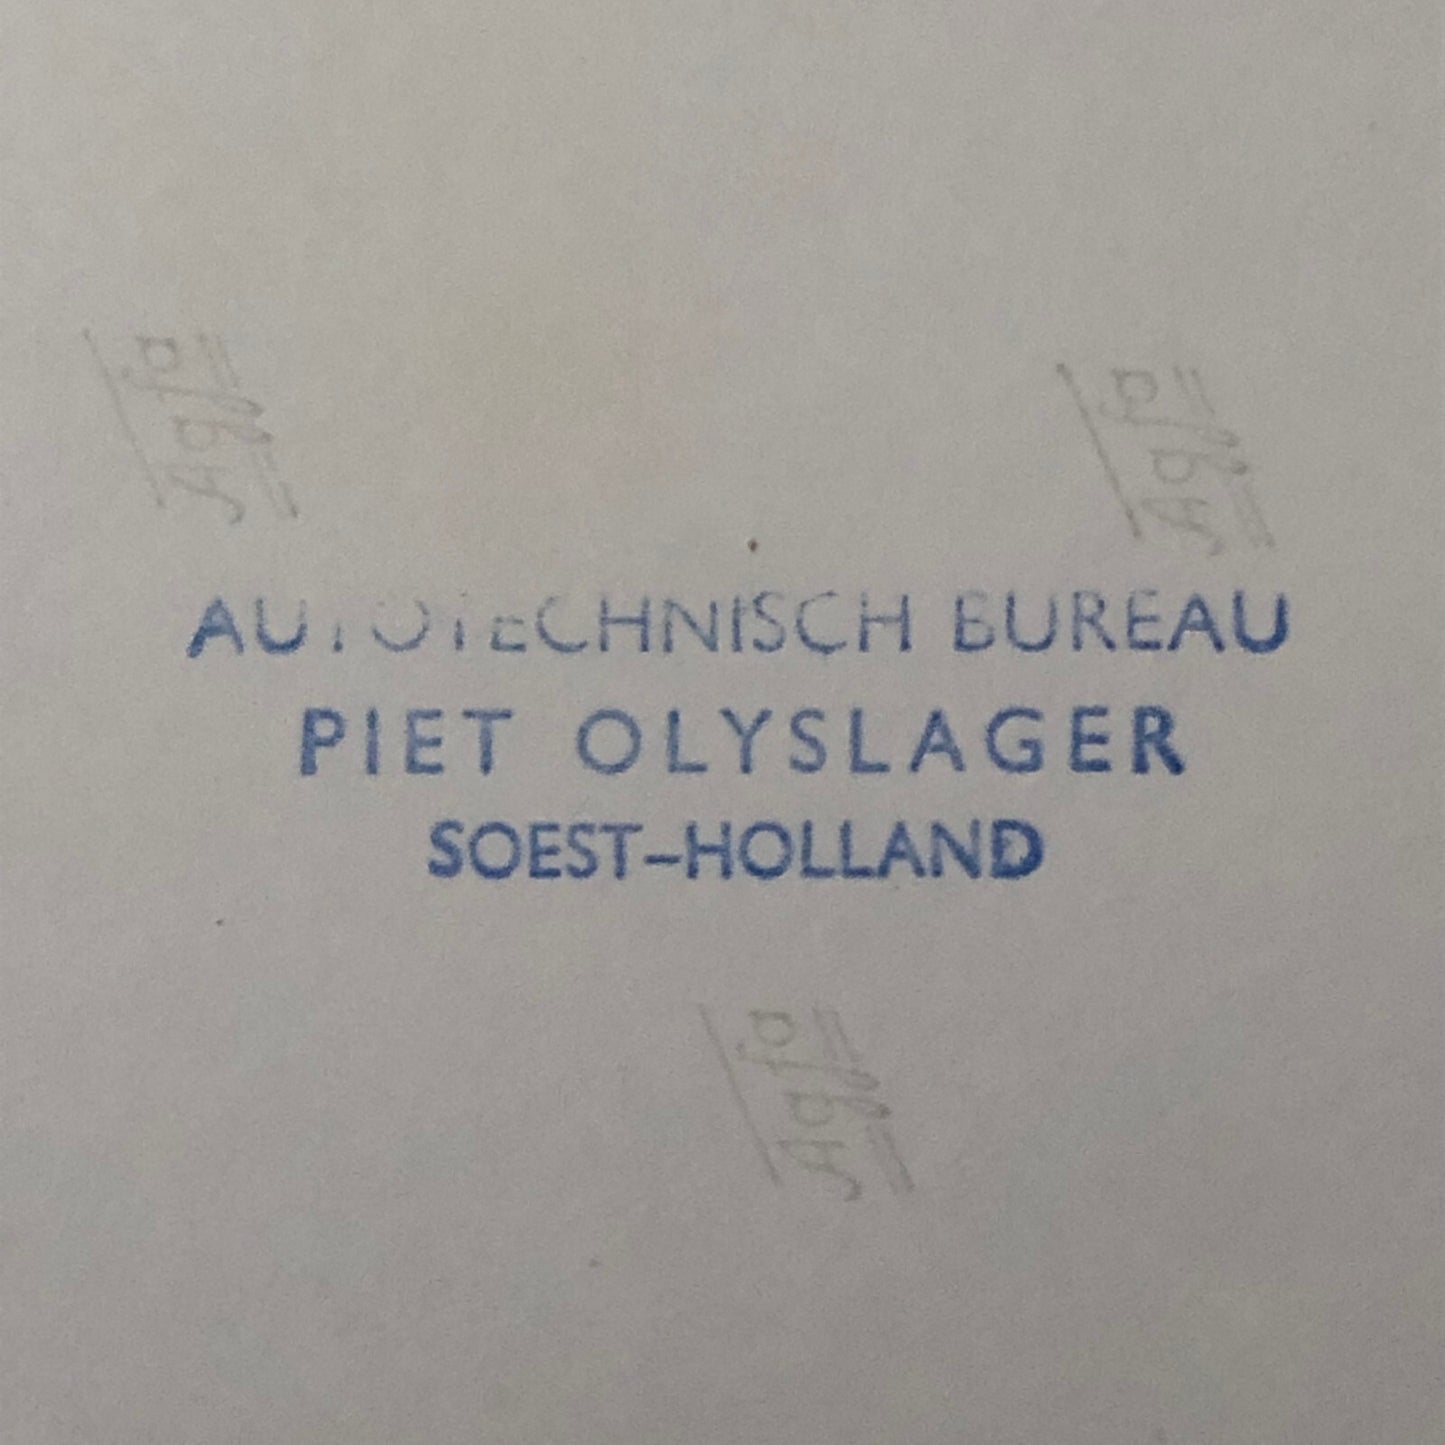 Agfa
Agfa
AUTOTECHNISCH BUREAU
PIET OLYSLAGER
SOEST–HOLLAND
Agfa